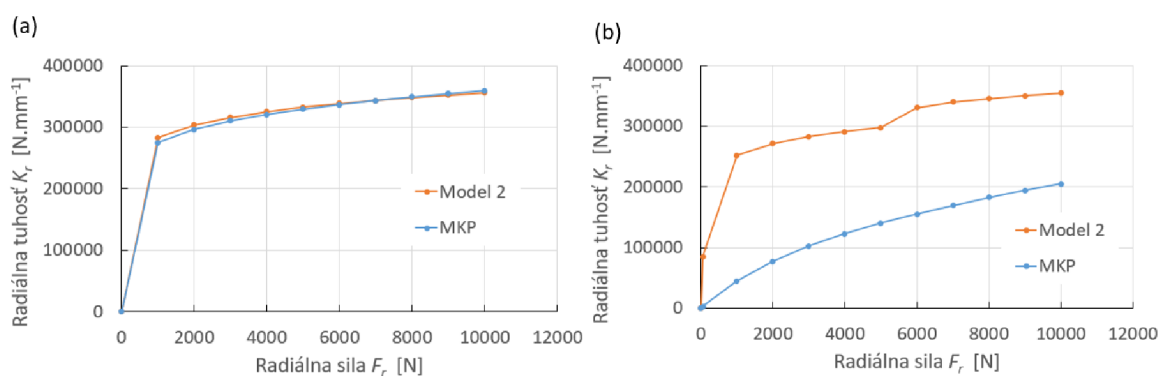 (a)
400000
300000
200000
100000
0
0 2000 4000 6000 8000 10000 12000
Radiálna tuhosť Kr [N.mm-1]
Radiálna sila Fr [N]
Model 2
MKP
(b)
400000
300000
200000
100000
0
0 2000 4000 6000 8000 10000 12000
Radiálna tuhosť Kr [N.mm-1]
Radiálna sila Fr [N]
Model 2
MKP